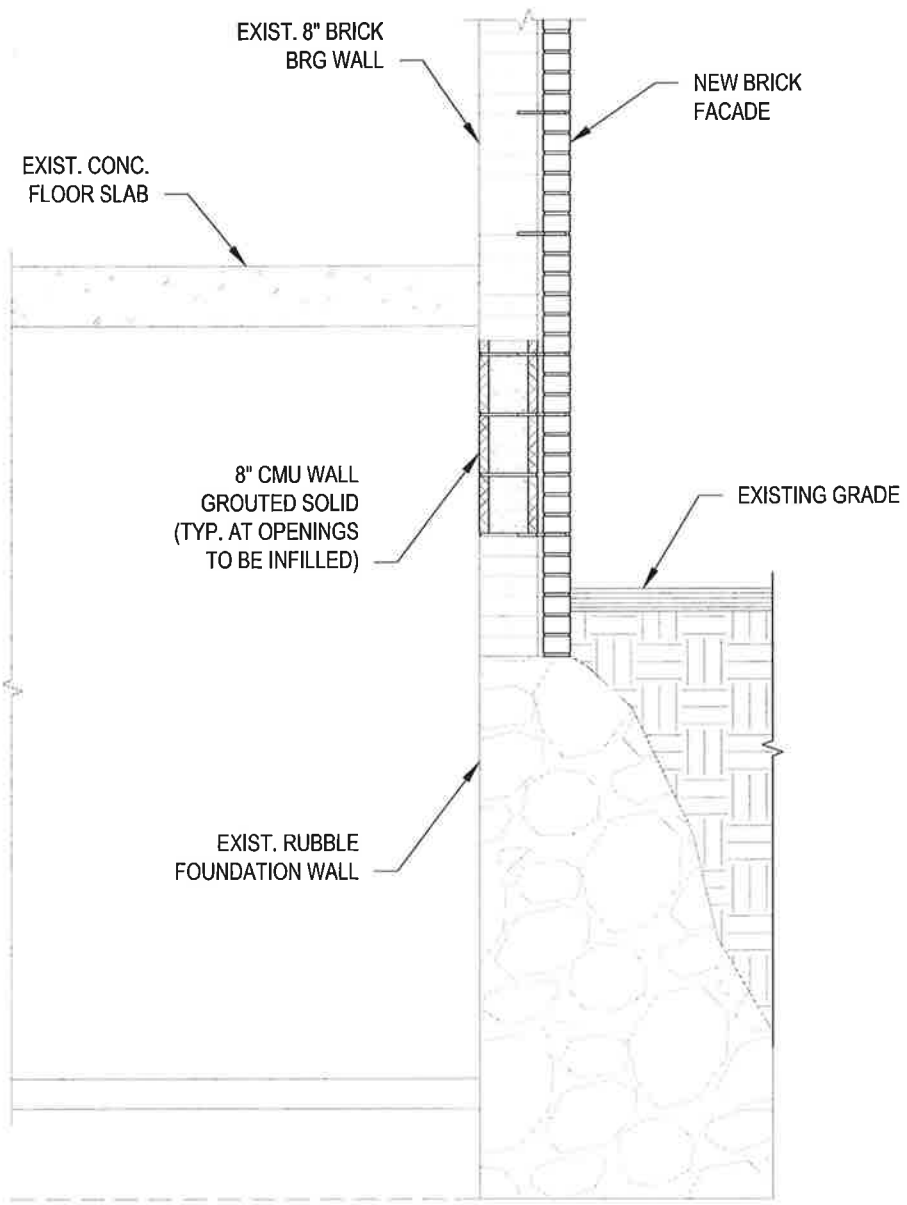 EXIST. 8" BRICK
BRG WALL
NEW BRICK
FACADE
EXIST. CONC.
FLOOR SLAB
8" CMU WALL
GROUTED SOLID
(TYP. AT OPENINGS
TO BE INFILLED)
EXISTING GRADE
EXIST. RUBBLE
FOUNDATION WALL